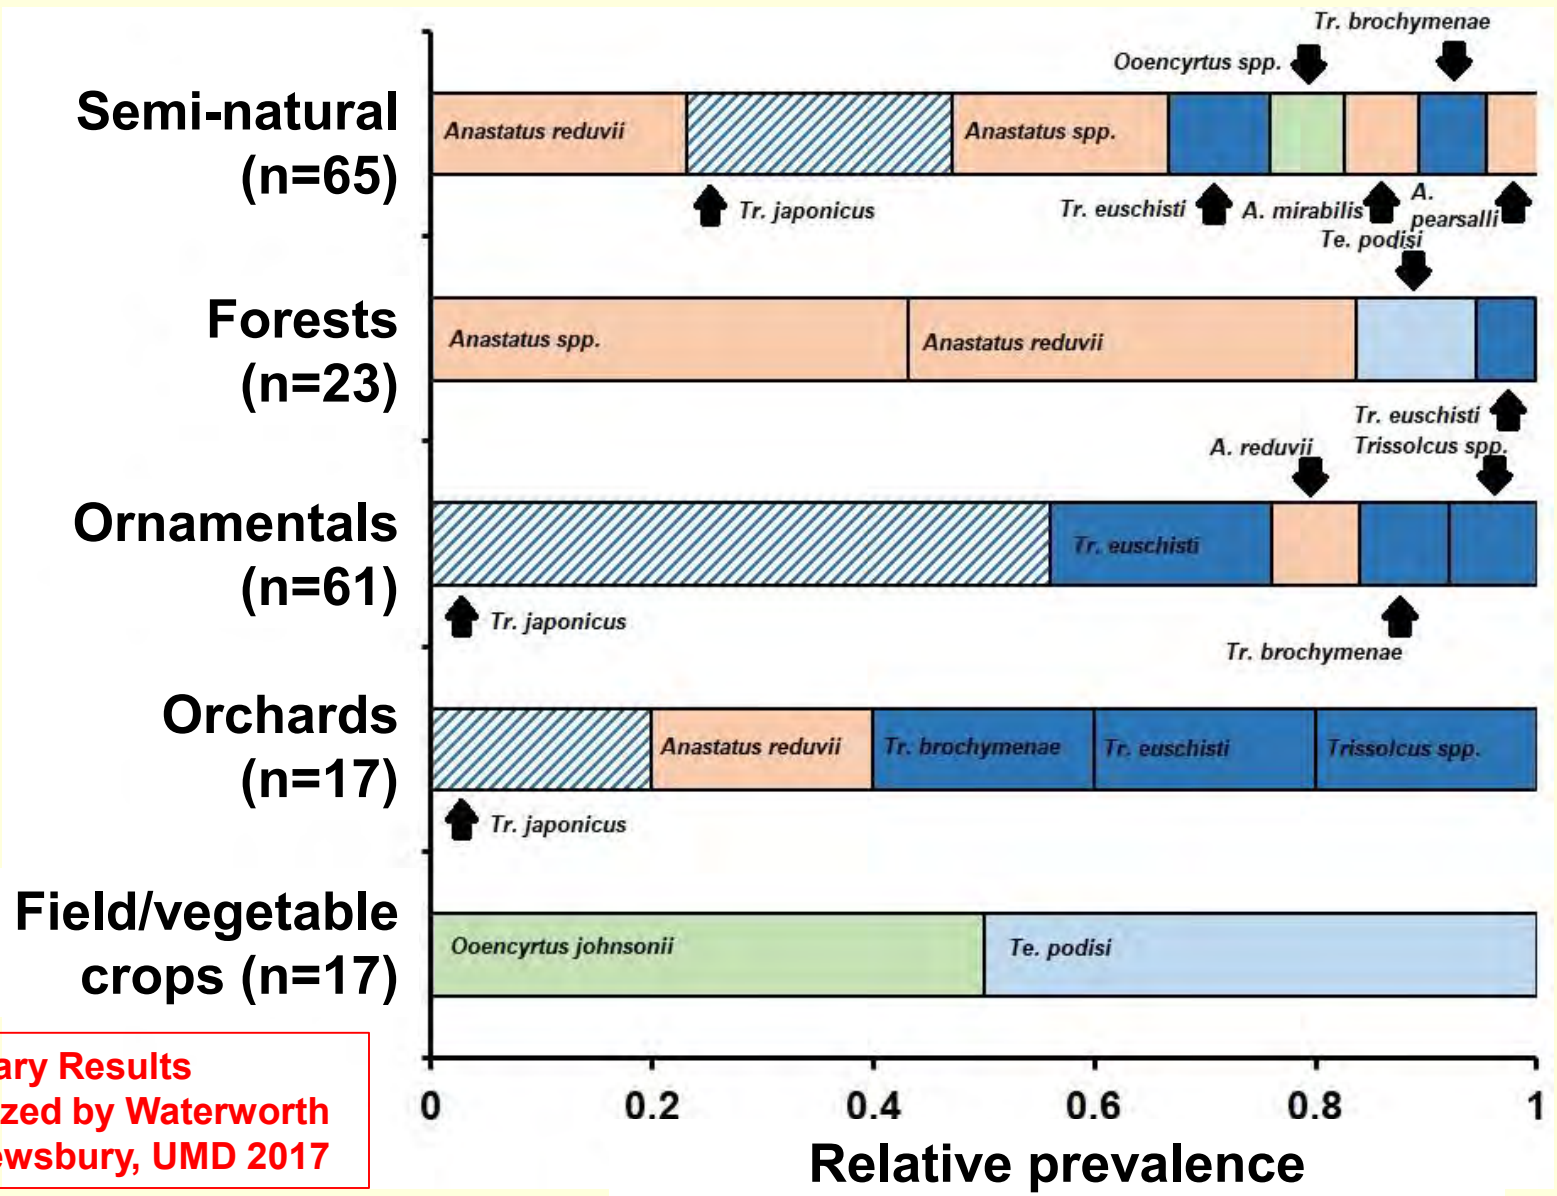 Tr. brochymenae
Ooencyrtus spp.
Semi-natural
(n=65)
Anastatus reduvii
Anastatus spp.
Tr. japonicus
Tr. euschisti
A. mirabilis
A.
pearsalli
Te. podisi
Forests
(n=23)
Anastatus spp.
Anastatus reduvii
Tr. euschisti
A. reduvii
Trissolcus spp.
Ornamentals
(n=61)
Tr. euschisti
Tr. japonicus
Tr. brochymenae
Orchards
(n=17)
Anastatus reduvii
Tr. brochymenae
Tr. euschisti
Trissolcus spp.
Tr. japonicus
Field/vegetable
crops (n=17)
Ooencyrtus johnsonii
Te. podisi
ary Results
zed by Waterworth
ewsbury, UMD 2017
0 0.2 0.4 0.6 0.8 1
Relative prevalence